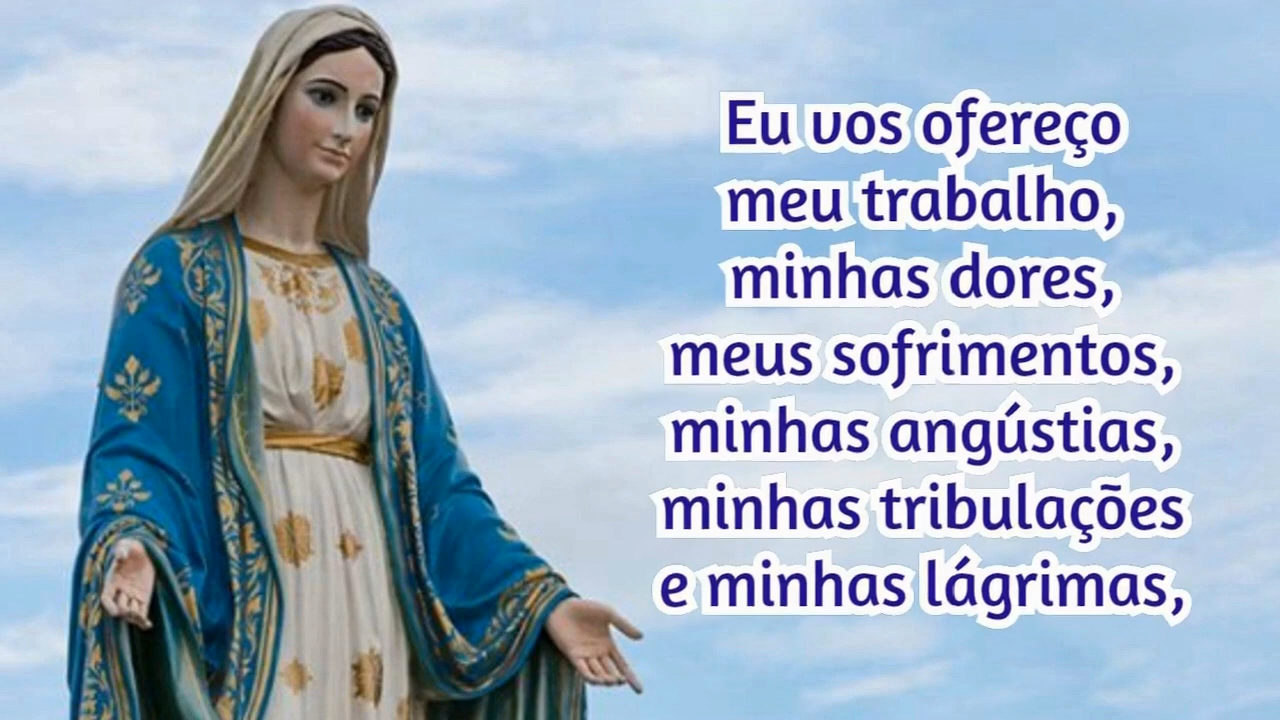 Eu vos ofereço
meu trabalho,
minhas dores,
meus sofrimentos,
minhas angústias,
minhas tribulações
e minhas lágrimas,